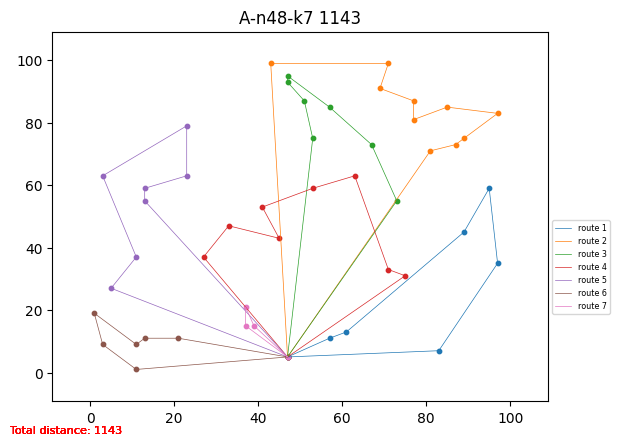 A-n48-k7 1143
100
80
60
40
20
0
0 20 40 60 80 100
route 1
route 2
route 3
route 4
route 5
route 6
route 7
Total distance: 1143